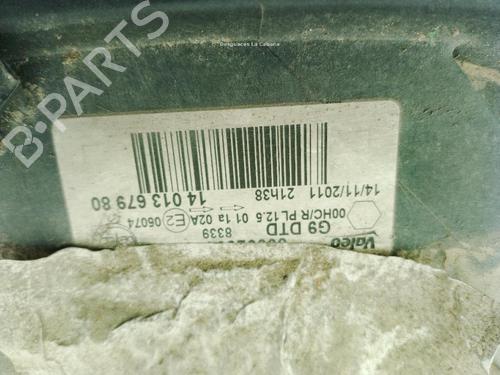 Desguaces La Cabaña
B-PARTS
Valeo
G9 DTD
00HC/R PL12.6 01 1a 02A E2 06074
8339
14/11/2011 21h38
14 013 679 80